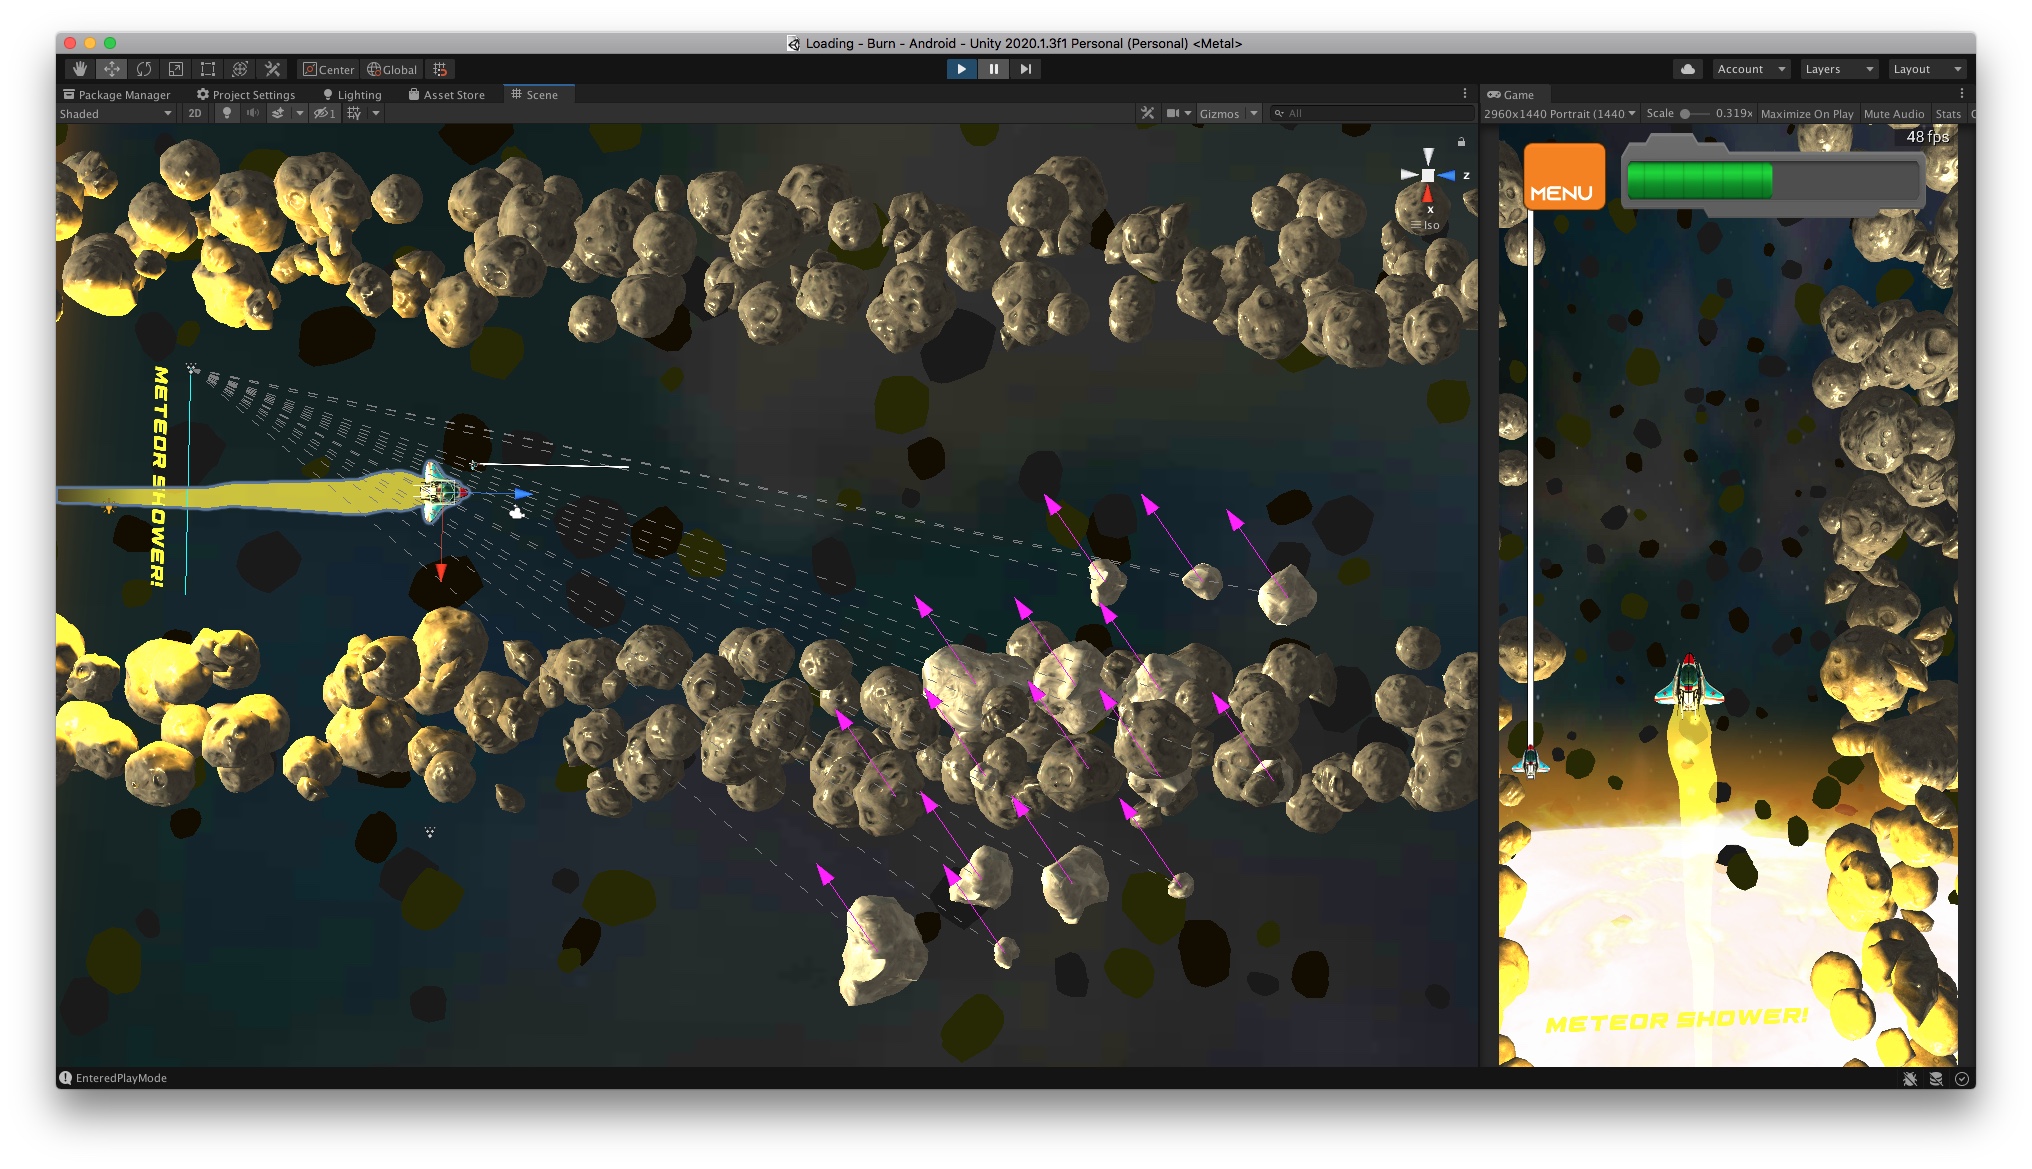 Loading - Burn - Android - Unity 2020.1.3f1 Personal (Personal) <Metal>
Center Global Account Layers Layout
Package Manager Project Settings Lighting Asset Store Scene Game
Shaded 2D 1 Gizmos All 2960x1440 Portrait (1440 Scale 0.319x Maximize On Play Mute Audio Stats
48 fps
MENU
z
x
Iso
METEOR SHOWER!
METEOR SHOWER!
EnteredPlayMode